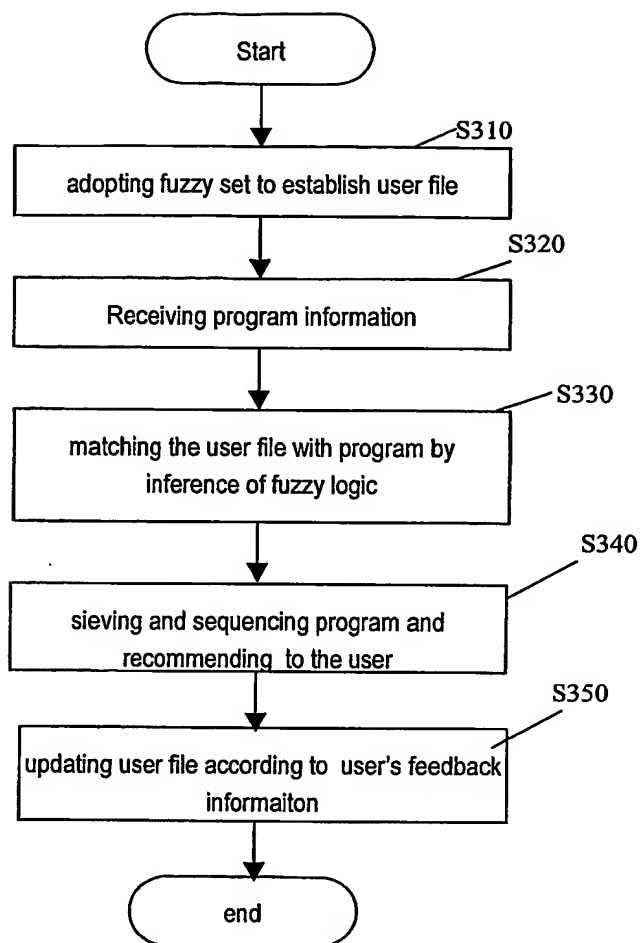 Start
S310
adopting fuzzy set to establish user file
S320
Receiving program information
S330
matching the user file with program by
inference of fuzzy logic
S340
sieving and sequencing program and
recommending to the user
S350
updating user file according to user's feedback
informaiton
end